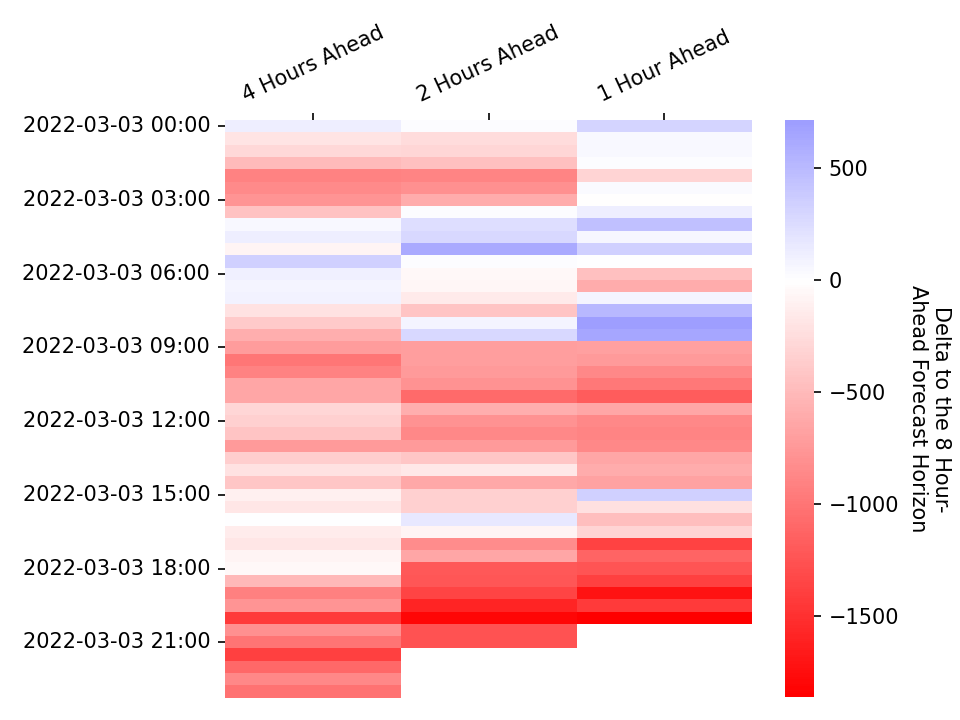 4 Hours Ahead
2 Hours Ahead
1 Hour Ahead
2022-03-03 00:00
2022-03-03 03:00
2022-03-03 06:00
2022-03-03 09:00
2022-03-03 12:00
2022-03-03 15:00
2022-03-03 18:00
2022-03-03 21:00
500
0
−500
−1000
−1500
Delta to the 8 Hour-
Ahead Forecast Horizon